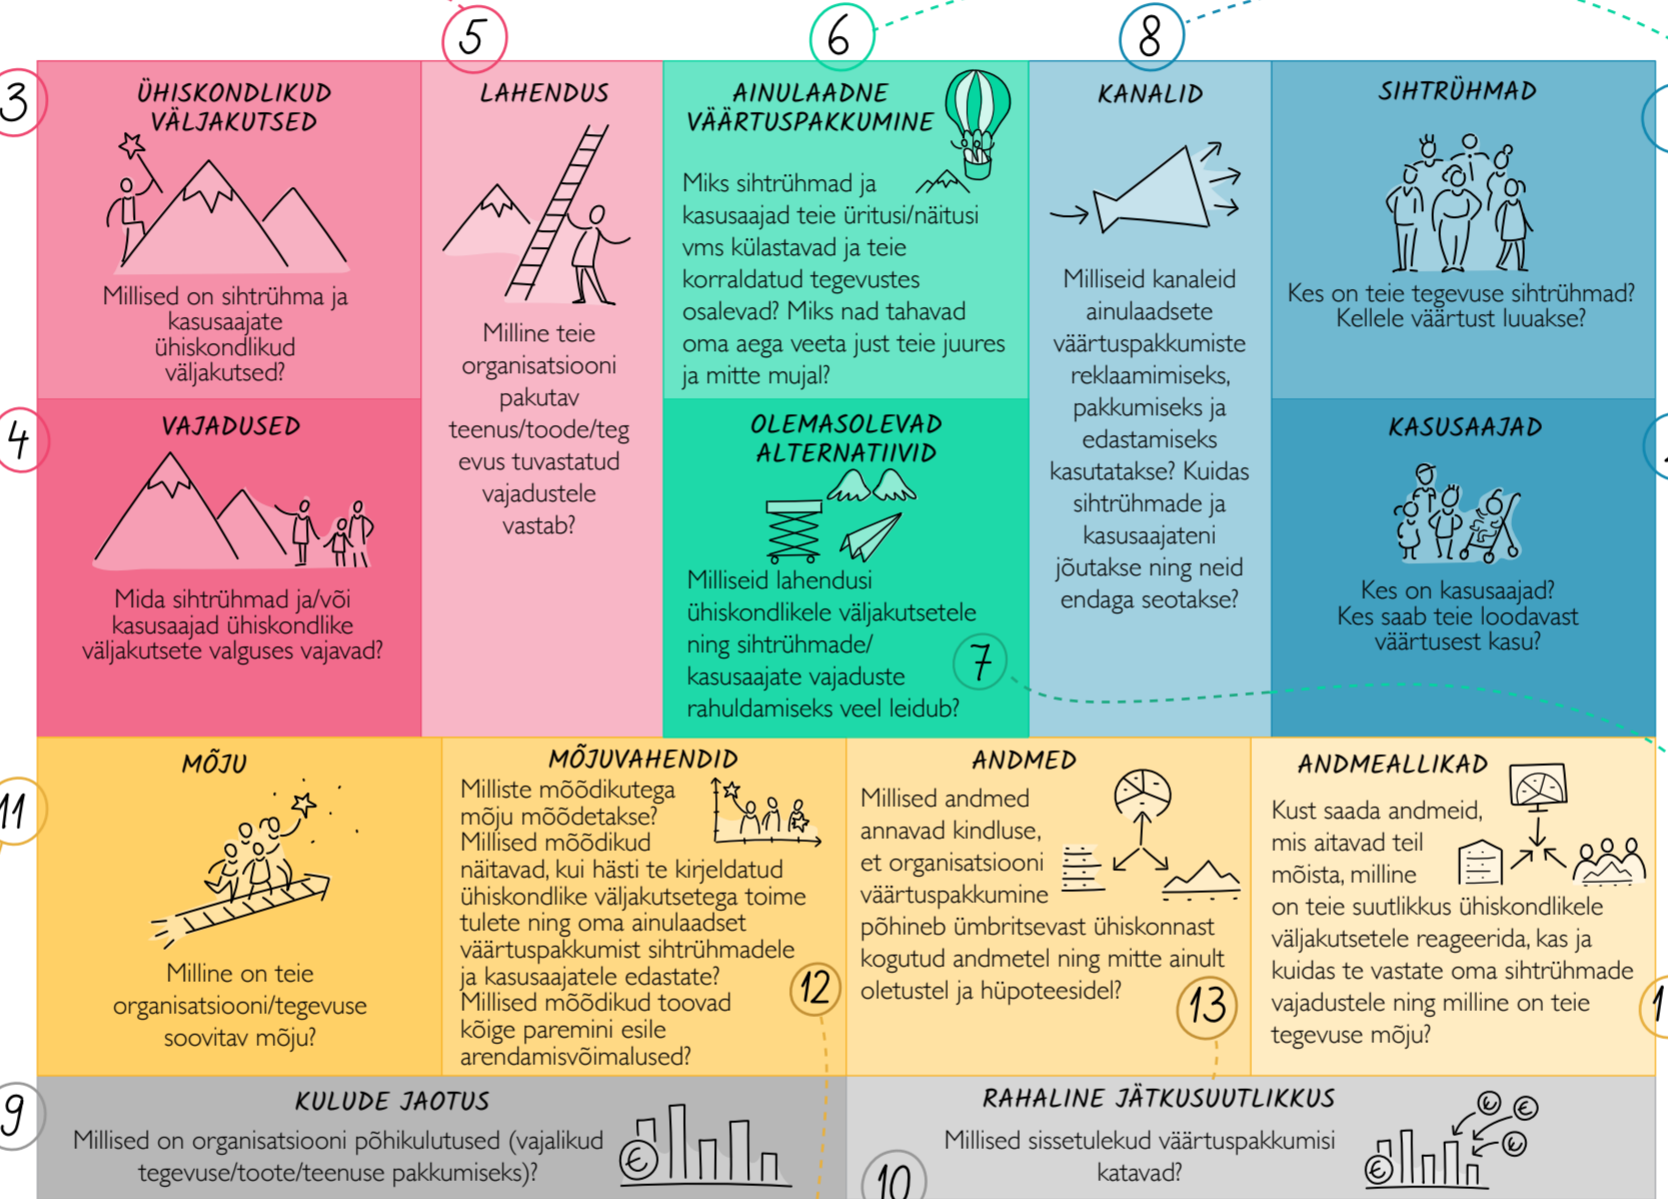 5
6
8
3
ÜHISKONDLIKUD
VÄLJAKUTSED
Millised on sihtrühma ja
kasusaajate
ühiskondlikud
väljakutsed?
4
VAJADUSED
Mida sihtrühmad ja/või
kasusaajad ühiskondlike
väljakutsete valguses vajavad?
LAHENDUS
Milline teie
organisatsiooni
pakutav
teenus/toode/teg
evus tuvastatud
vajadustele
vastab?
AINULAADNE
VÄÄRTUSPAKKUMINE
Miks sihtrühmad ja
kasusaajad teie üritusi/näitusi
vms külastavad ja teie
korraldatud tegevustes
osalevad? Miks nad tahavad
oma aega veeta just teie juures
ja mitte mujal?
OLEMASOLEVAD
ALTERNATIIVID
Milliseid lahendusi
ühiskondlikele väljakutsetele
ning sihtrühmade/
kasusaajate vajaduste
rahuldamiseks veel leidub?
7
KANALID
Milliseid kanaleid
ainulaadsete
väärtuspakkumiste
reklaamimiseks,
pakkumiseks ja
edastamiseks
kasutatakse? Kuidas
sihtrühmade ja
kasusaajateni
jõutakse ning neid
endaga seotakse?
SIHTRÜHMAD
Kes on teie tegevuse sihtrühmad?
Kellele väärtust luuakse?
KASUSAAJAD
Kes on kasusaajad?
Kes saab teie loodavast
väärtusest kasu?
11
MÕJU
Milline on teie
organisatsiooni/tegevuse
soovitav mõju?
MÕJUVAHENDID
Milliste mõõdikutega
mõju mõõdetakse?
Millised mõõdikud
näitavad, kui hästi te kirjeldatud
ühiskondlike väljakutsetega toime
tulete ning oma ainulaadset
väärtuspakkumist sihtrühmadele
ja kasusaajatele edastate?
Millised mõõdikud toovad
kõige paremini esile
arendamisvõimalused?
12
ANDMED
Millised andmed
annavad kindluse,
et organisatsiooni
väärtuspakkumine
põhineb ümbritsevast ühiskonnast
kogutud andmetel ning mitte ainult
oletustel ja hüpoteesidel?
13
ANDMEALLIKAD
Kust saada andmeid,
mis aitavad teil
mõista, milline
on teie suutlikkus ühiskondlikele
väljakutsetele reageerida, kas ja
kuidas te vastate oma sihtrühmade
vajadustele ning milline on teie
tegevuse mõju?
9
KULUDE JAOTUS
Millised on organisatsiooni põhikulutused (vajalikud
tegevuse/toote/teenuse pakkumiseks)?
€
10
RAHALINE JÄTKUSUUTLIKKUS
Millised sissetulekud väärtuspakkumisi
katavad?
€ € € €